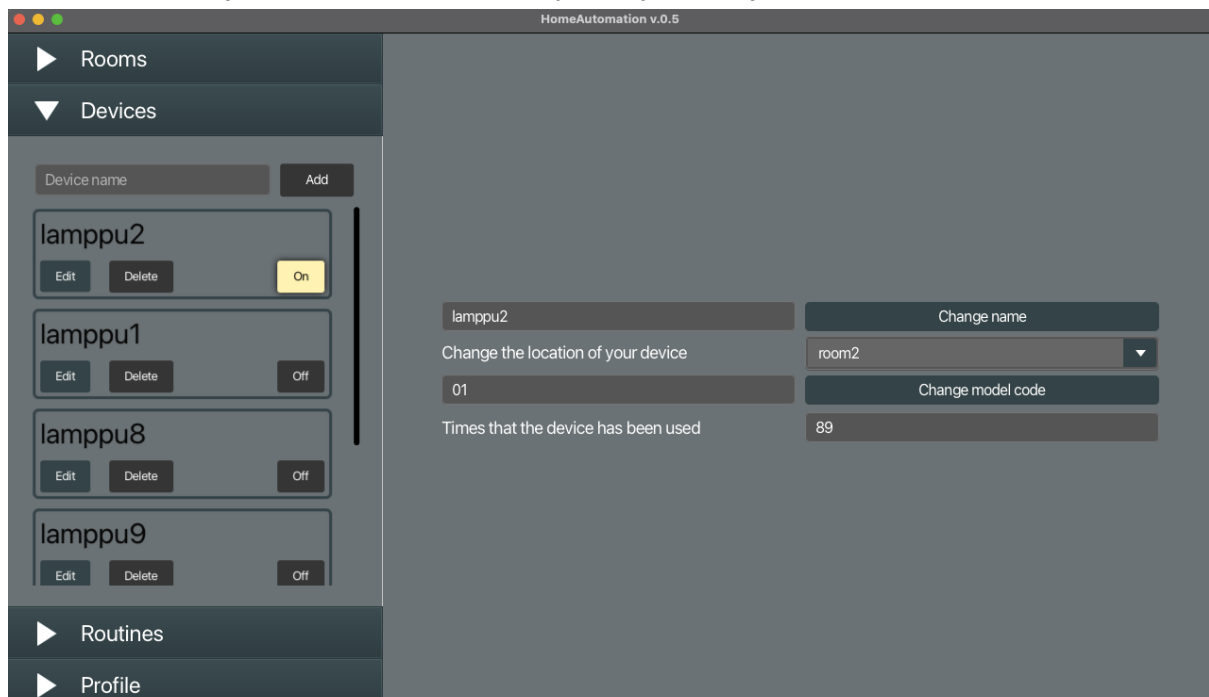 HomeAutomation v.0.5
Rooms
Devices
Device name
Add
lamppu2
Edit Delete On
lamppu1
Edit Delete Off
lamppu8
Edit Delete Off
lamppu9
Edit Delete Off
Routines
Profile
lamppu2 Change name
Change the location of your device room2
01 Change model code
Times that the device has been used 89